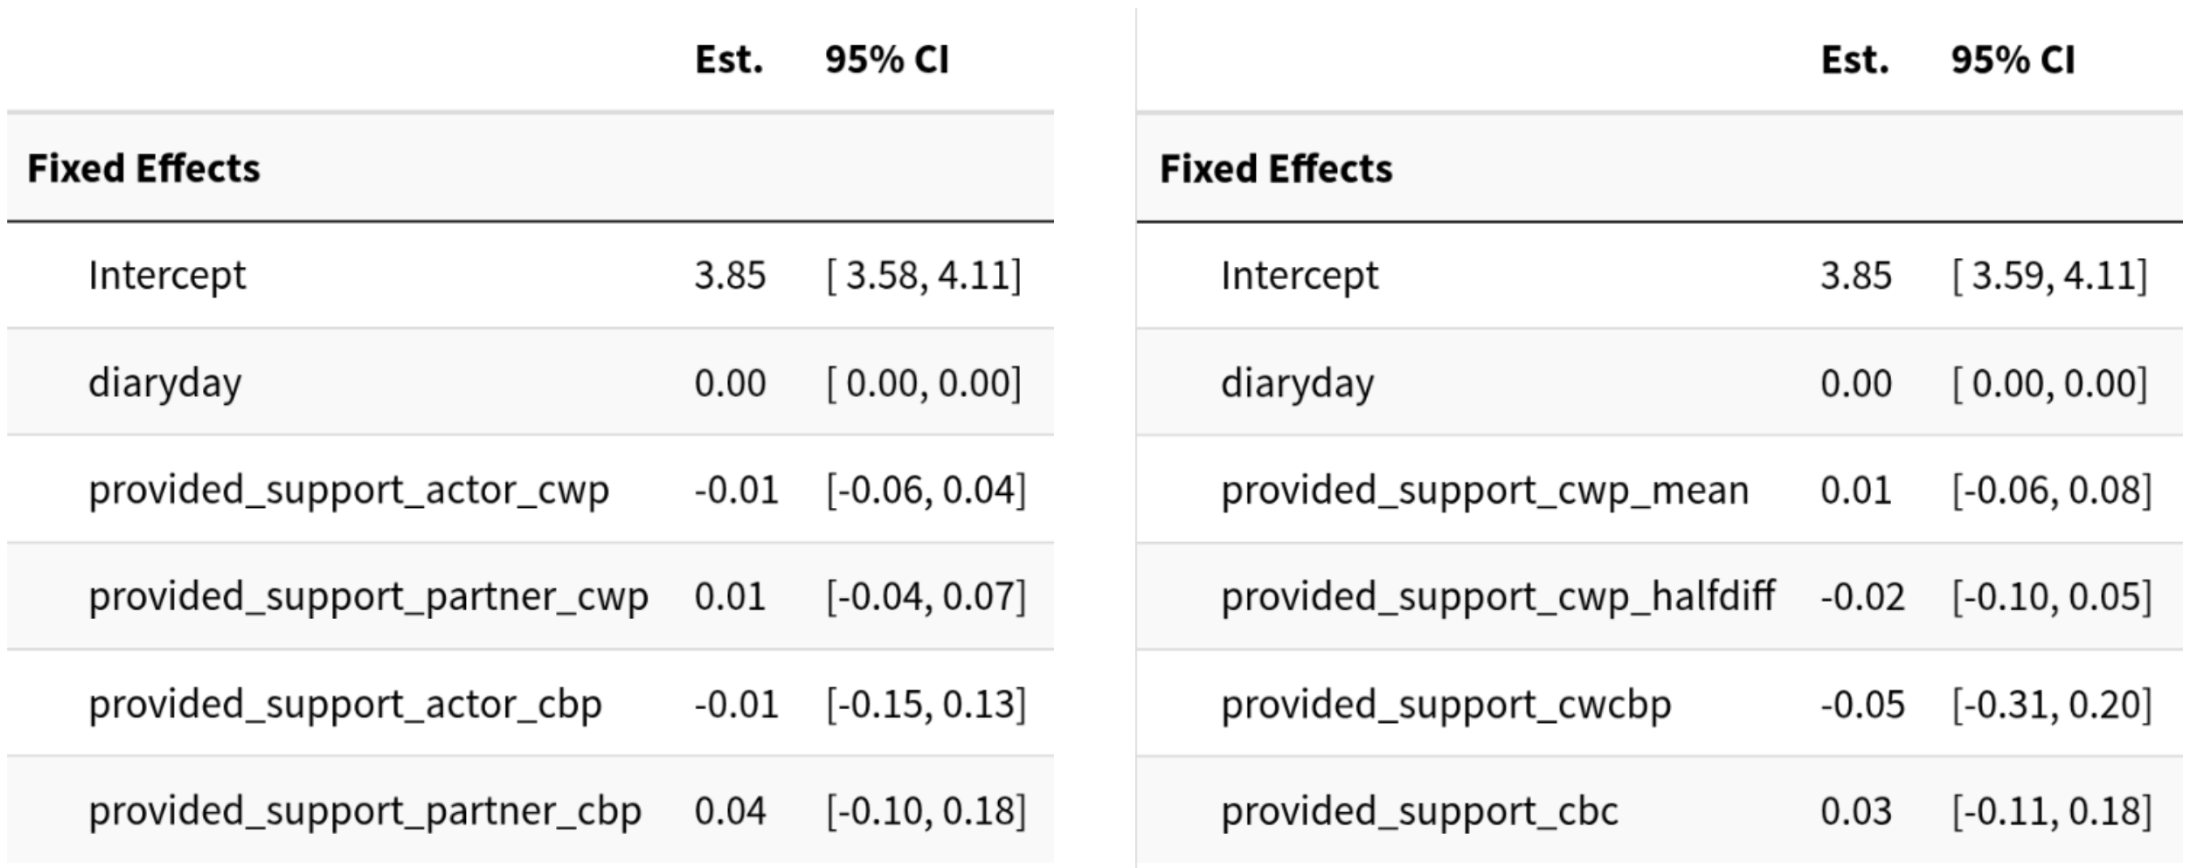 Est. 95% CI
Fixed Effects
Intercept 3.85 [ 3.58, 4.11]
diaryday 0.00 [ 0.00, 0.00]
provided_support_actor_cwp -0.01 [-0.06, 0.04]
provided_support_partner_cwp 0.01 [-0.04, 0.07]
provided_support_actor_cbp -0.01 [-0.15, 0.13]
provided_support_partner_cbp 0.04 [-0.10, 0.18]
Est. 95% CI
Fixed Effects
Intercept 3.85 [ 3.59, 4.11]
diaryday 0.00 [ 0.00, 0.00]
provided_support_cwp_mean 0.01 [-0.06, 0.08]
provided_support_cwp_halfdiff -0.02 [-0.10, 0.05]
provided_support_cwcbp -0.05 [-0.31, 0.20]
provided_support_cbc 0.03 [-0.11, 0.18]